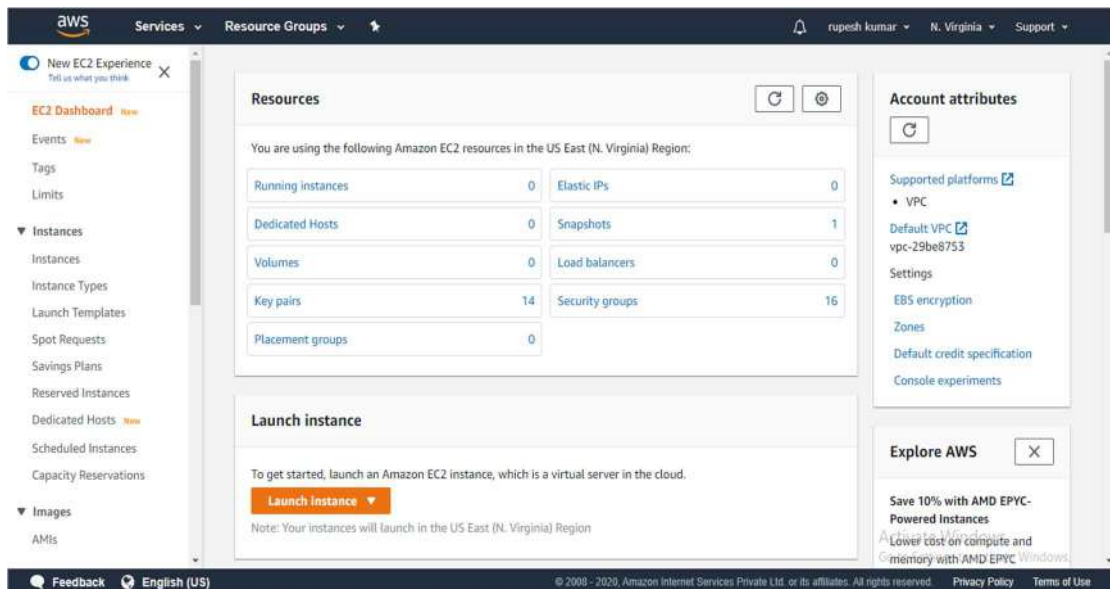 aws Services Resource Groups rupesh kumar N. Virginia Support
New EC2 Experience
Tell us what you think
EC2 Dashboard New
Events New
Tags
Limits
Instances
Instances
Instance Types
Launch Templates
Spot Requests
Savings Plans
Reserved Instances
Dedicated Hosts New
Scheduled Instances
Capacity Reservations
Images
AMIs
Resources
You are using the following Amazon EC2 resources in the US East (N. Virginia) Region:
Running instances 0 Elastic IPs 0
Dedicated Hosts 0 Snapshots 1
Volumes 0 Load balancers 0
Key pairs 14 Security groups 16
Placement groups 0
Launch instance
To get started, launch an Amazon EC2 instance, which is a virtual server in the cloud.
Launch instance
Note: Your instances will launch in the US East (N. Virginia) Region
Account attributes
Supported platforms
• VPC
Default VPC
vpc-29be8753
Settings
EBS encryption
Zones
Default credit specification
Console experiments
Explore AWS
Save 10% with AMD EPYC-
Powered Instances
Lower cost on compute and
memory with AMD EPYC
Activate Windows
Windows
Feedback English (US) © 2008 - 2020, Amazon Internet Services Private Ltd. or its affiliates. All rights reserved. Privacy Policy Terms of Use